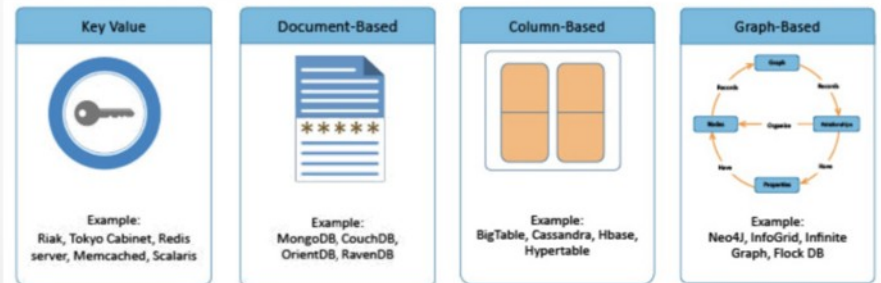 Key Value
Example:
Riak, Tokyo Cabinet, Redis
server, Memcached, Scalaris
Document-Based
*****
Example:
MongoDB, CouchDB,
OrientDB, RavenDB
Column-Based
Example:
BigTable, Cassandra, Hbase,
Hypertable
Graph-Based
Graph
Records
Records
Nodes
Organize
Relationships
Have
Have
Properties
Example:
Neo4J, InfoGrid, Infinite
Graph, Flock DB